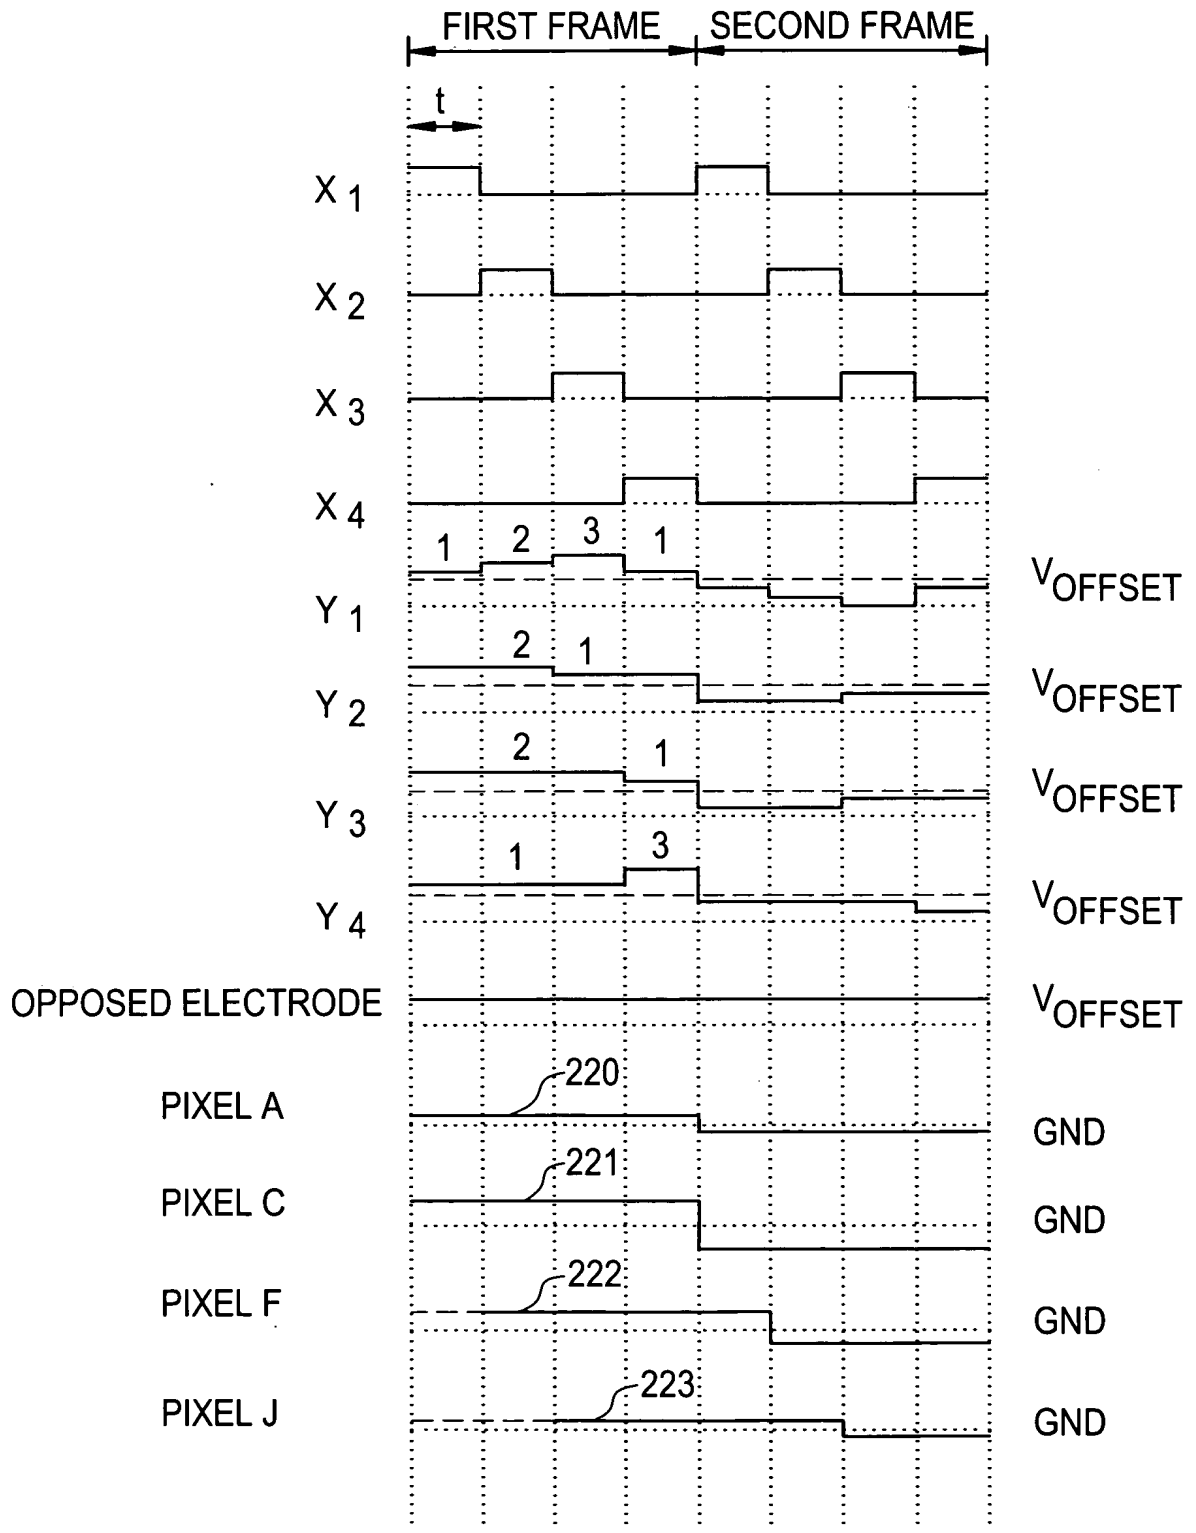 FIRST FRAME SECOND FRAME
t
X 1
X 2
X 3
X 4
1 2 3 1
Y 1 VOFFSET
2 1
Y 2 VOFFSET
2 1
Y 3 VOFFSET
1 3
Y 4 VOFFSET
OPPOSED ELECTRODE VOFFSET
220
PIXEL A GND
221
PIXEL C GND
222
PIXEL F GND
223
PIXEL J GND